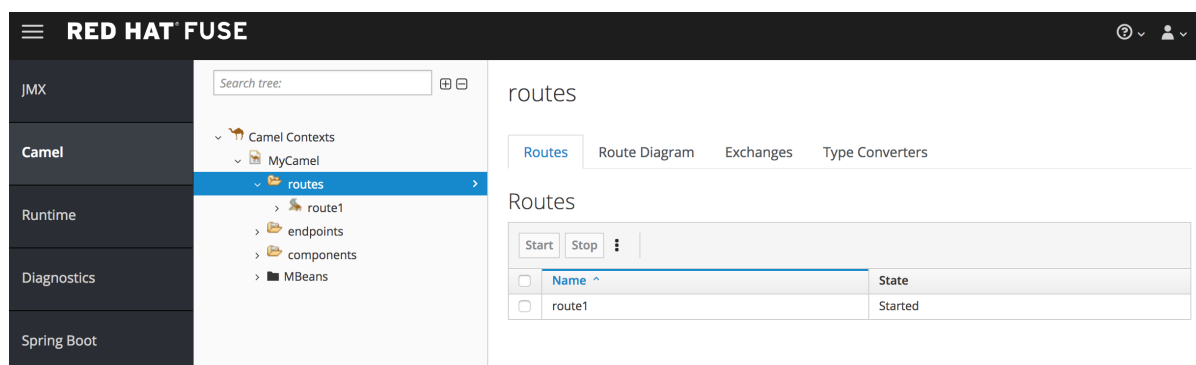 RED HAT® FUSE
JMX
Camel
Runtime
Diagnostics
Spring Boot
Search tree:
Camel Contexts
MyCamel
routes
route1
endpoints
components
MBeans
routes
Routes Route Diagram Exchanges Type Converters
Routes
Start Stop
Name State
route1 Started